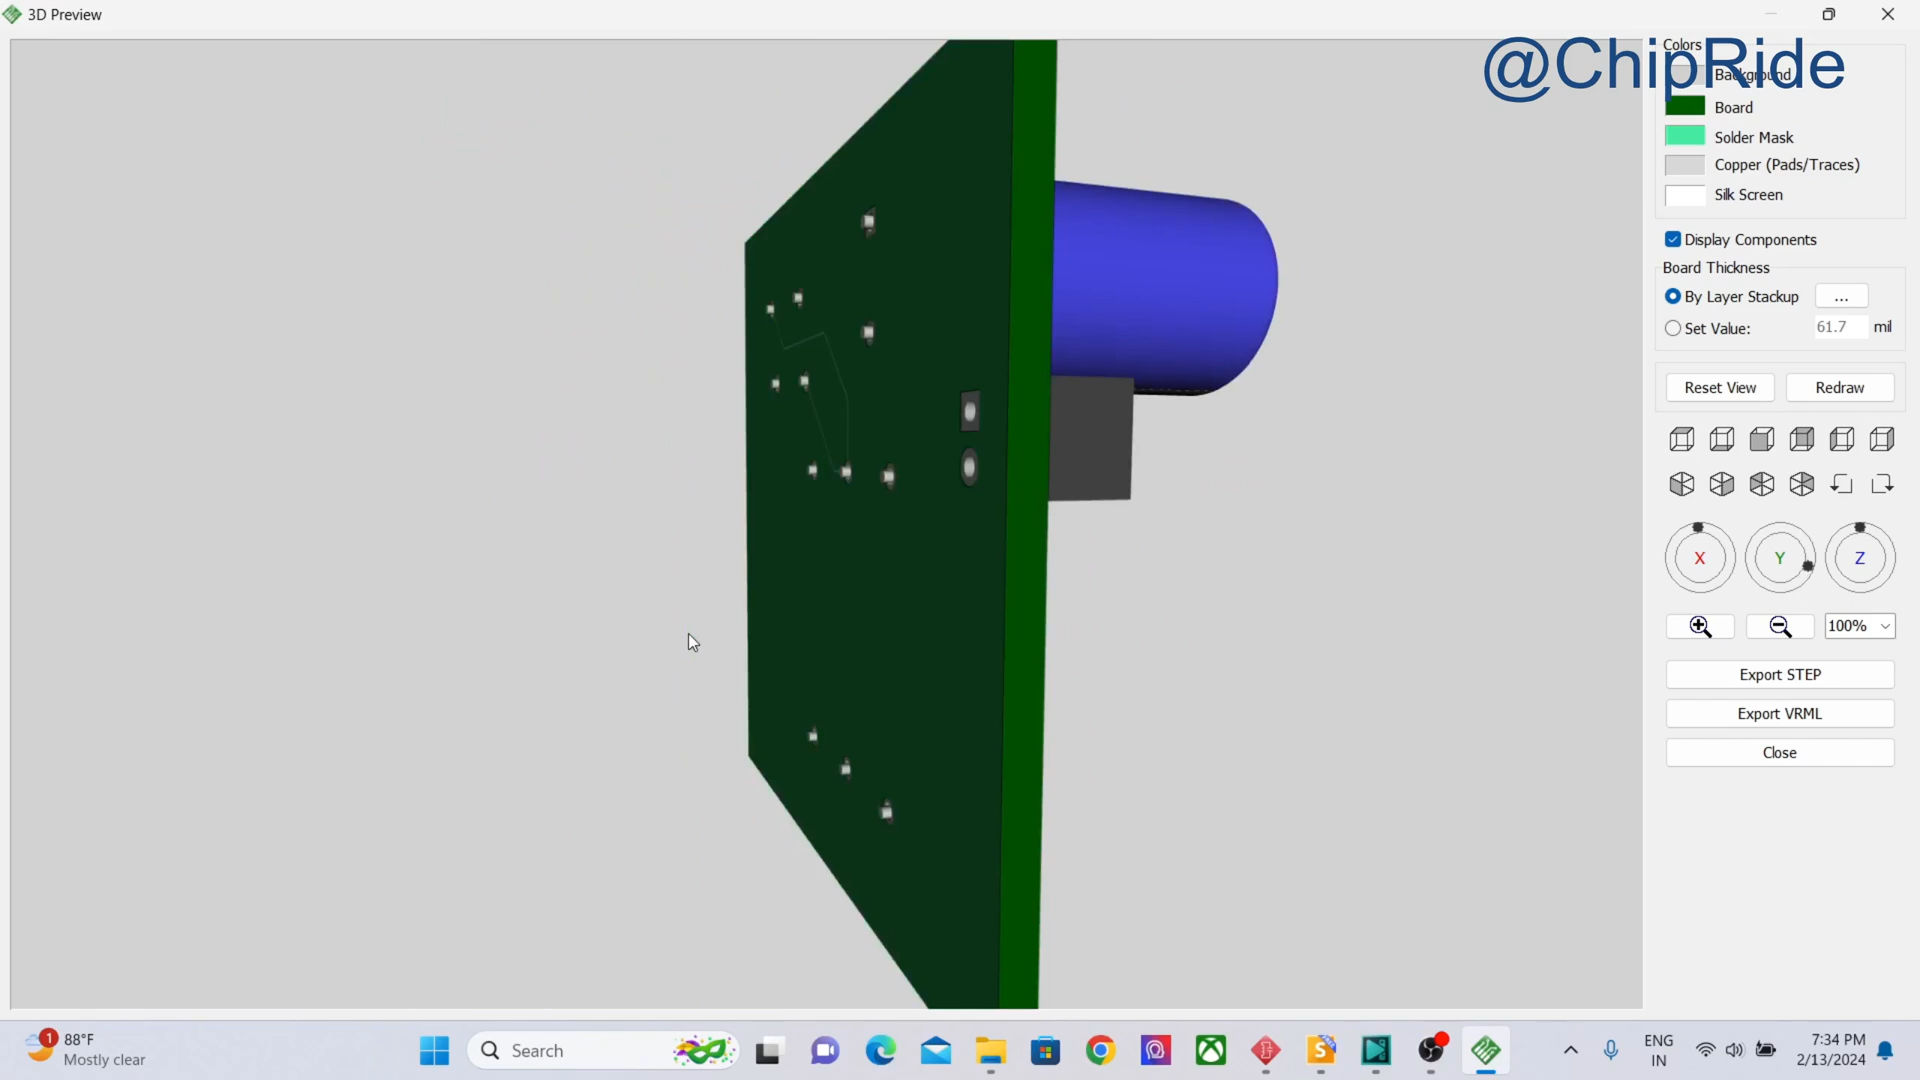 3D Preview
@ChipRide
Colors
Background
Board
Solder Mask
Copper (Pads/Traces)
Silk Screen
Display Components
Board Thickness
By Layer Stackup
...
Set Value:
61.7
mil
Reset View
Redraw
X
Y
Z
100%
Export STEP
Export VRML
Close
1
88°F
Mostly clear
Search
S
ENG
IN
7:34 PM
2/13/2024